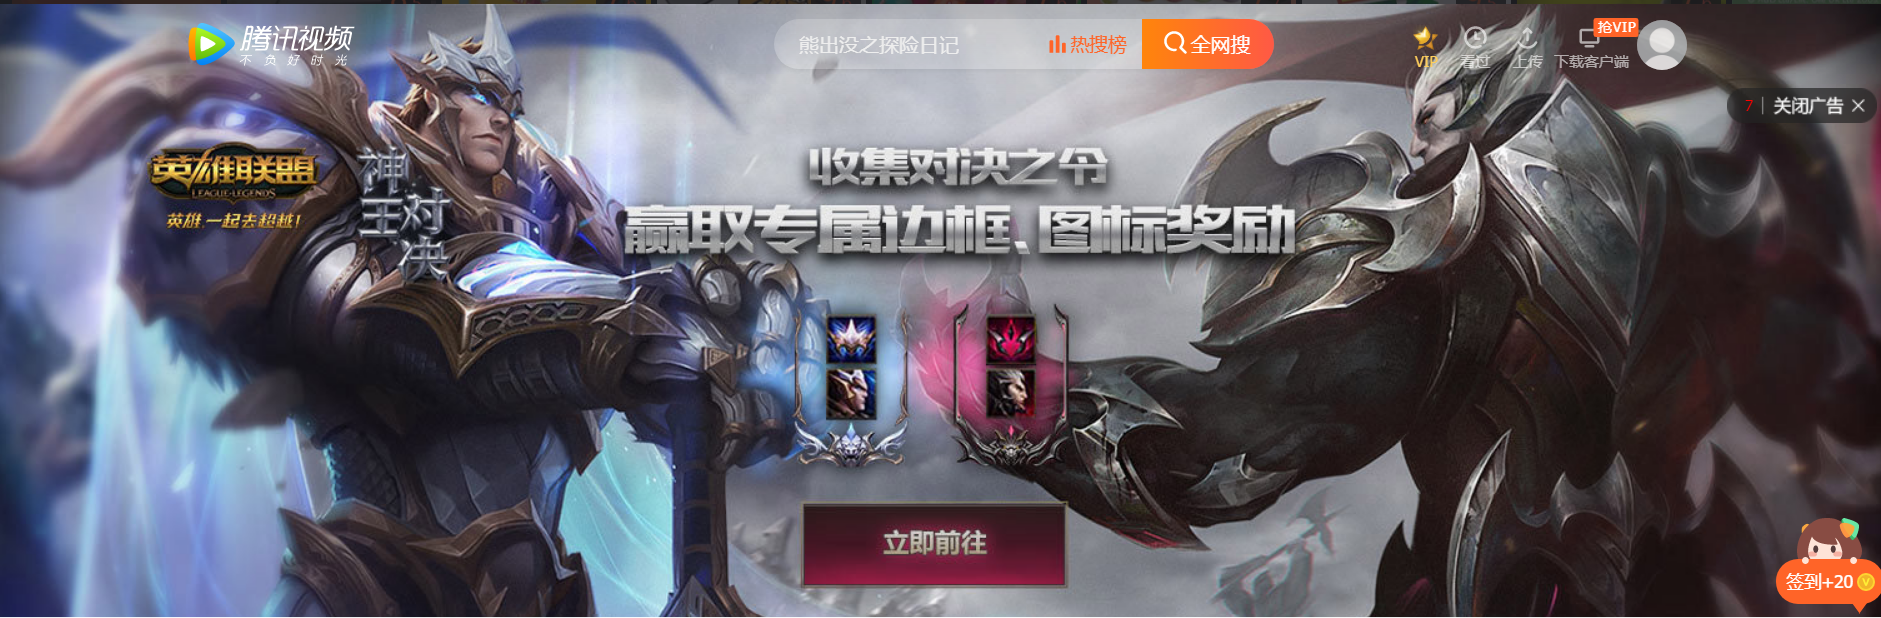 腾讯视频
不负好时光
熊出没之探险日记
热搜榜
全网搜
VIP
看过
上传
抢VIP
下载客户端
7
关闭广告
英雄联盟
LEAGUE·LEGENDS
英雄,一起去超越!
神王对决
收集对决之令
赢取专属边框、图标奖励
立即前往
签到+20
V